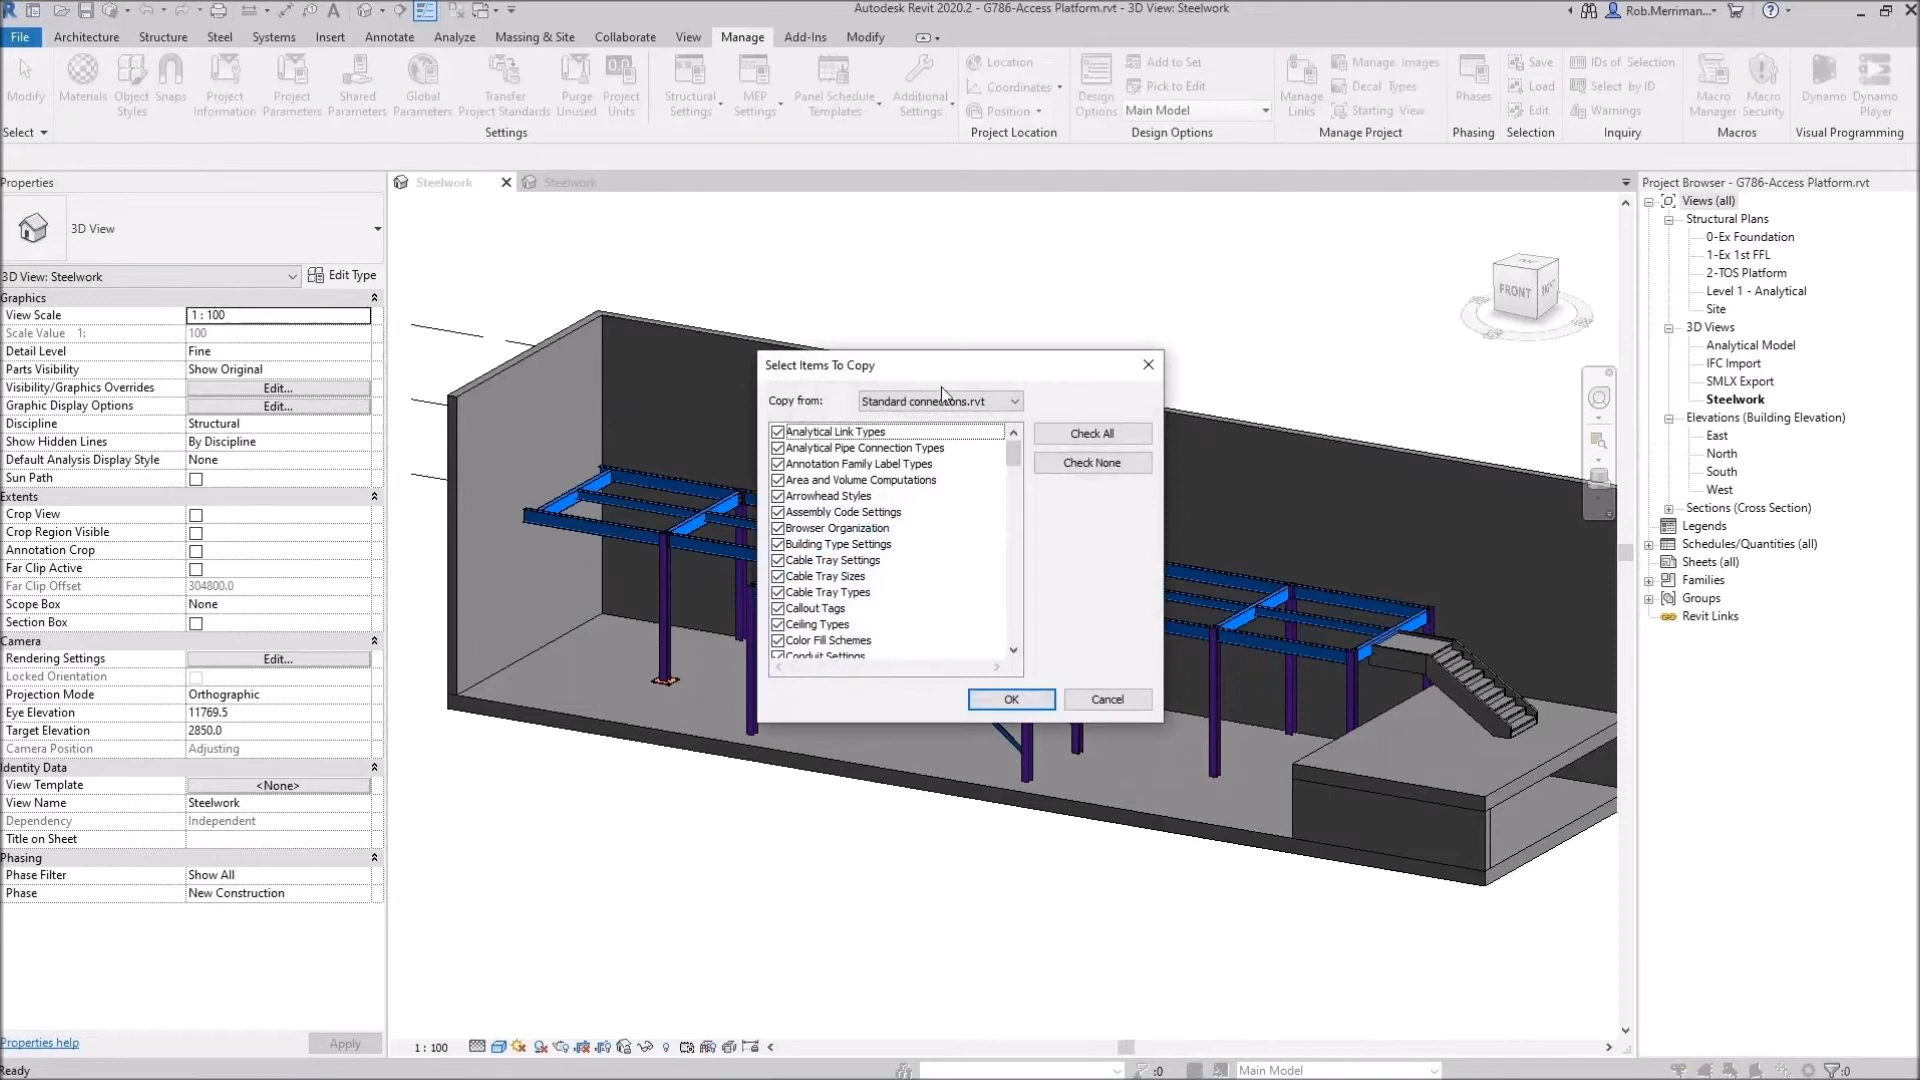 Autodesk Revit 2020.2 - G786-Access Platform.rvt - 3D View: Steelwork
Rob.Merriman...
File Architecture Structure Steel Systems Insert Annotate Analyze Massing & Site Collaborate View Manage Add-Ins Modify
Modify
Materials
Object Styles
Snaps
Project Information
Project Parameters
Shared Parameters
Global Parameters
Transfer Project Standards
Purge Unused
Project Units
Structural Settings
MEP Settings
Panel Schedule Templates
Additional Settings
Location
Coordinates
Position
Design Options
Add to Set
Pick to Edit
Main Model
Manage Links
Manage Images
Decal Types
Starting View
Phases
Save
Load
Edit
IDs of Selection
Select by ID
Warnings
Macro Manager
Macro Security
Dynamo
Dynamo Player
Select
Settings
Project Location
Design Options
Manage Project
Phasing
Selection
Inquiry
Macros
Visual Programming
Properties
3D View
3D View: Steelwork
Edit Type
Graphics
View Scale 1 : 100
Scale Value 1: 100
Detail Level Fine
Parts Visibility Show Original
Visibility/Graphics Overrides Edit...
Graphic Display Options Edit...
Discipline Structural
Show Hidden Lines By Discipline
Default Analysis Display Style None
Sun Path
Extents
Crop View
Crop Region Visible
Annotation Crop
Far Clip Active
Far Clip Offset 304800.0
Scope Box None
Section Box
Camera
Rendering Settings Edit...
Locked Orientation
Projection Mode Orthographic
Eye Elevation 11769.5
Target Elevation 2850.0
Camera Position Adjusting
Identity Data
View Template <None>
View Name Steelwork
Dependency Independent
Title on Sheet
Phasing
Phase Filter Show All
Phase New Construction
Properties help
Apply
Steelwork
Steelwork
FRONT
Select Items To Copy
Copy from: Standard connections.rvt
Analytical Link Types
Analytical Pipe Connection Types
Annotation Family Label Types
Area and Volume Computations
Arrowhead Styles
Assembly Code Settings
Browser Organization
Building Type Settings
Cable Tray Settings
Cable Tray Sizes
Cable Tray Types
Callout Tags
Ceiling Types
Color Fill Schemes
Conduit Settings
Check All
Check None
OK
Cancel
Project Browser - G786-Access Platform.rvt
Views (all)
Structural Plans
0-Ex Foundation
1-Ex 1st FFL
2-TOS Platform
Level 1 - Analytical
Site
3D Views
Analytical Model
IFC Import
SMLX Export
Steelwork
Elevations (Building Elevation)
East
North
South
West
Sections (Cross Section)
Legends
Schedules/Quantities (all)
Sheets (all)
Families
Groups
Revit Links
1 : 100
Ready
:0
Main Model
:0